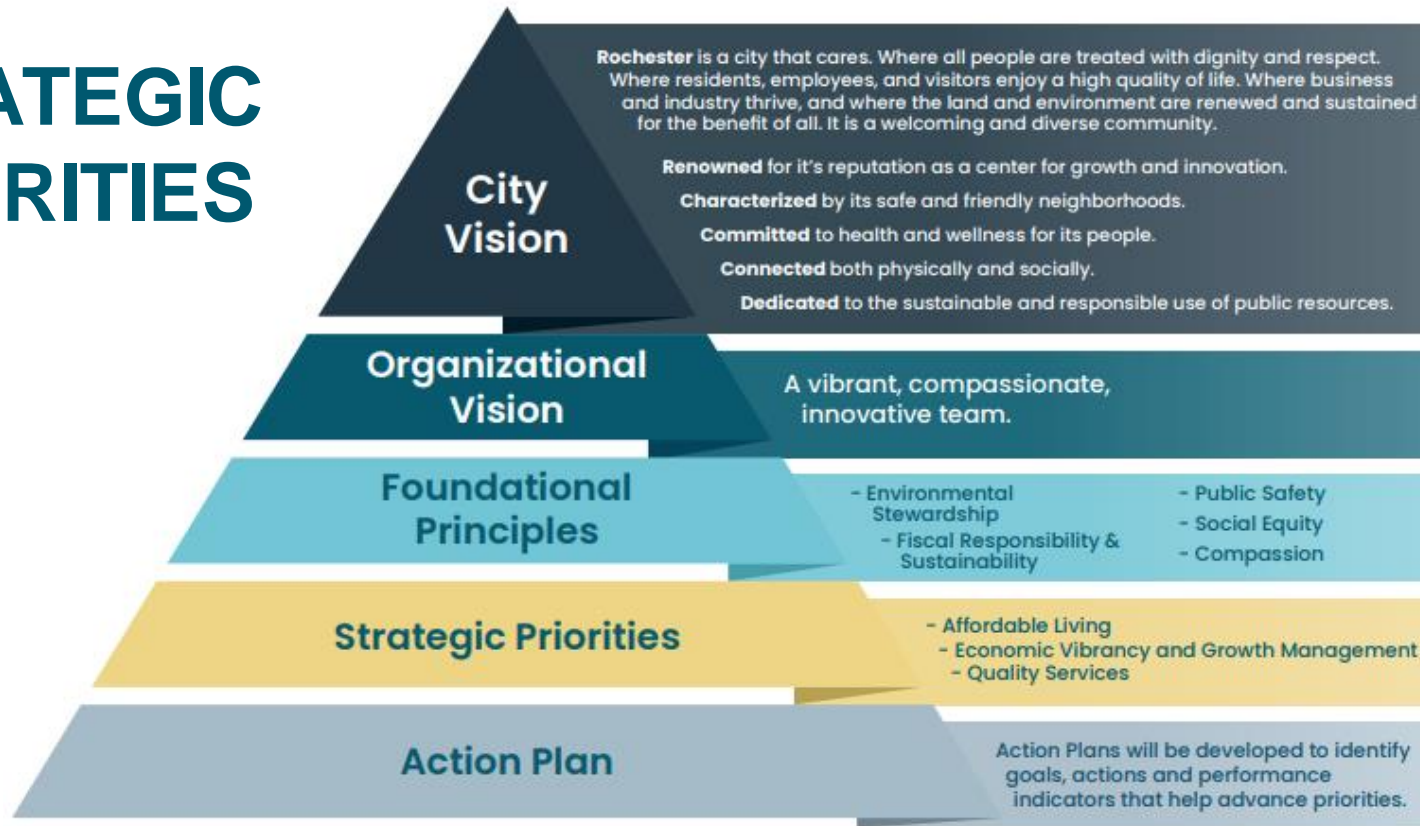 ATEGIC
RITIES
City
Vision
Rochester is a city that cares. Where all people are treated with dignity and respect.
Where residents, employees, and visitors enjoy a high quality of life. Where business
and industry thrive, and where the land and environment are renewed and sustained
for the benefit of all. It is a welcoming and diverse community.
Renowned for it's reputation as a center for growth and innovation.
Characterized by its safe and friendly neighborhoods.
Committed to health and wellness for its people.
Connected both physically and socially.
Dedicated to the sustainable and responsible use of public resources.
Organizational
Vision
A vibrant, compassionate,
innovative team.
Foundational
Principles
- Environmental
Stewardship
- Fiscal Responsibility &
Sustainability
- Public Safety
- Social Equity
- Compassion
Strategic Priorities
- Affordable Living
- Economic Vibrancy and Growth Management
- Quality Services
Action Plan
Action Plans will be developed to identify
goals, actions and performance
indicators that help advance priorities.